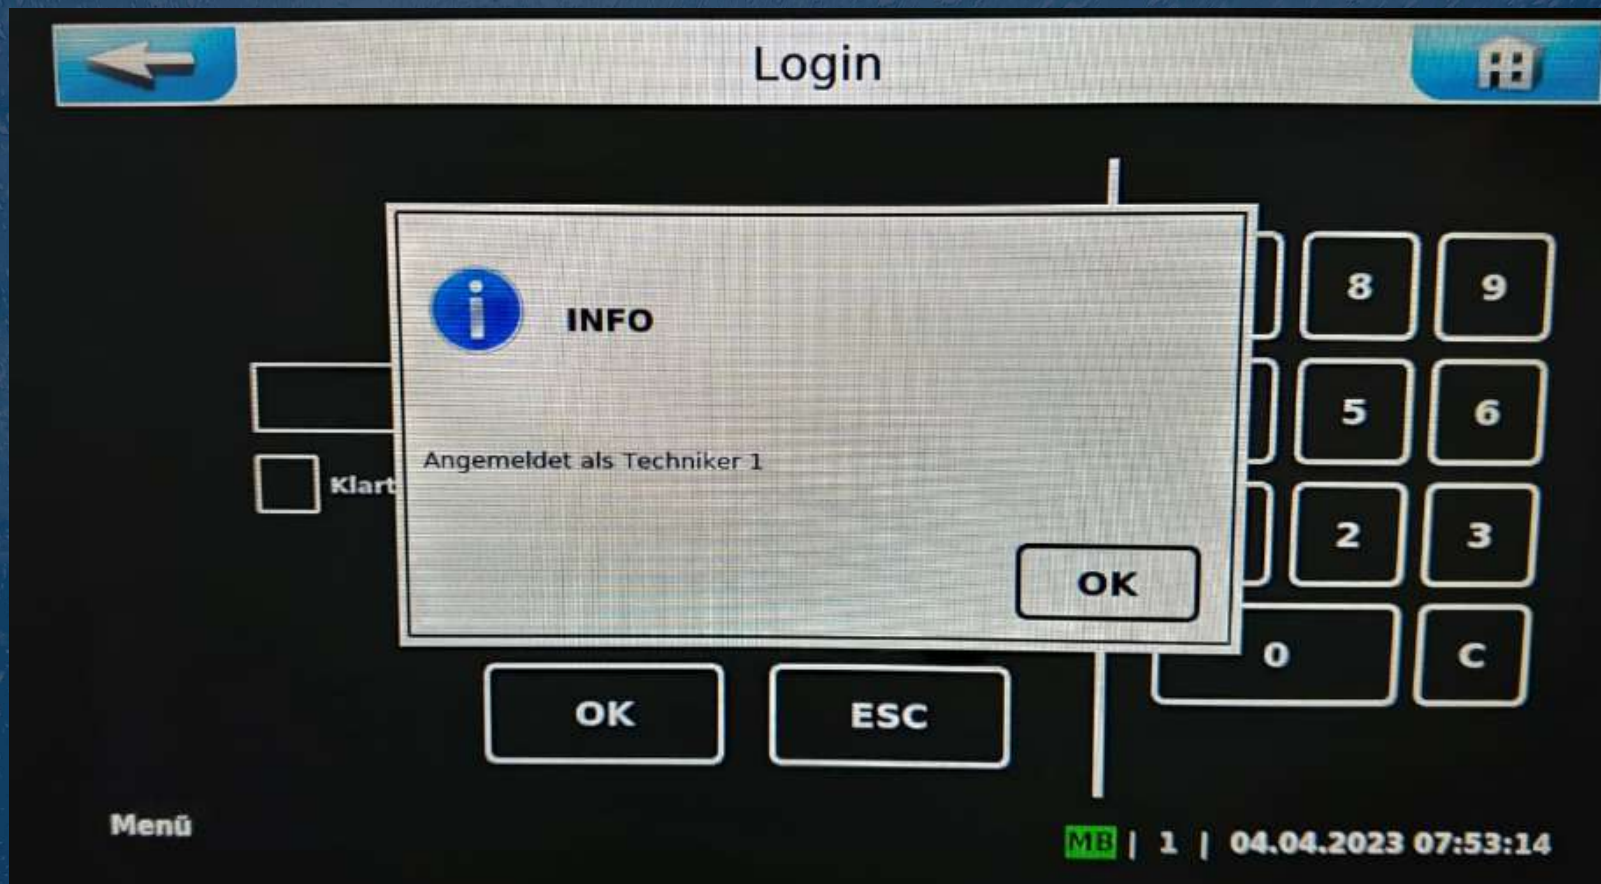 Login
INFO
8 9
Angemeldet als Techniker 1
5 6
Klart
2 3
OK
0 C
OK ESC
Menü
MB | 1 | 04.04.2023 07:53:14